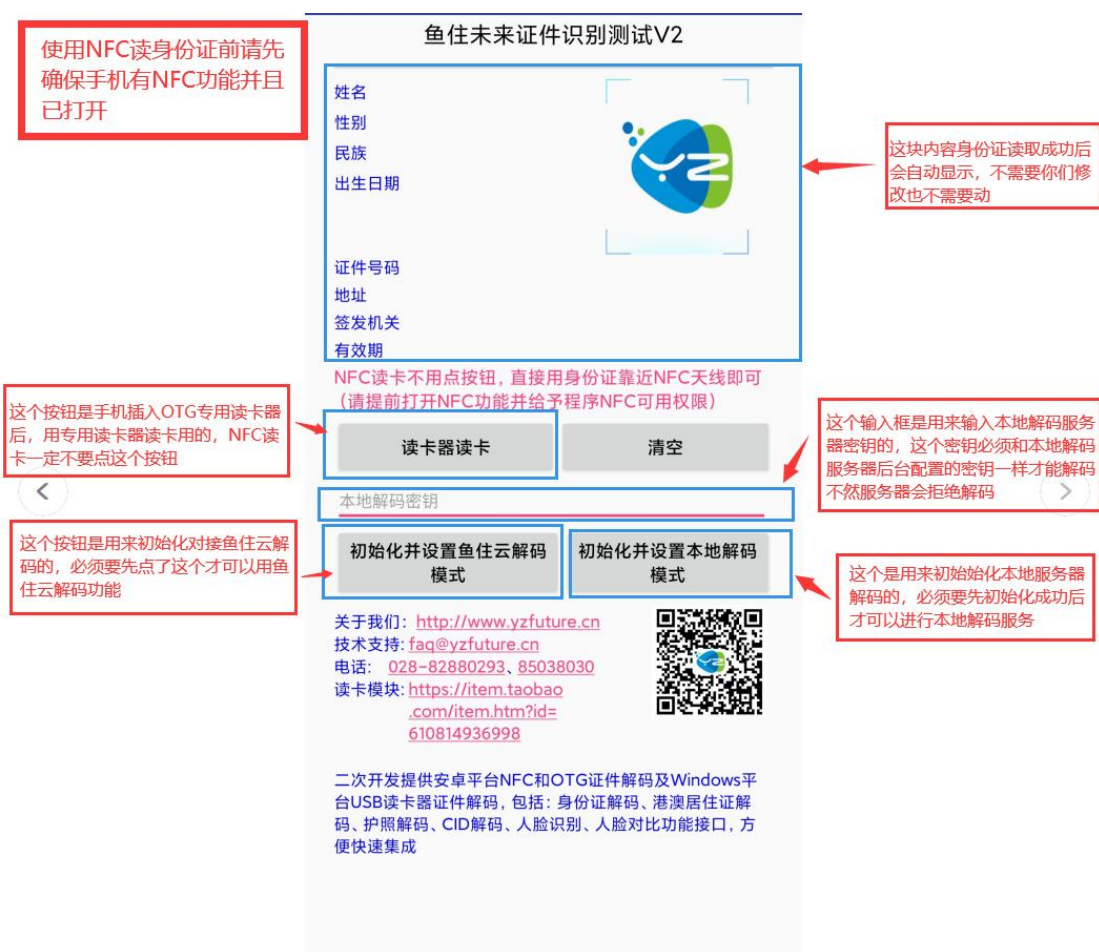 鱼住未来证件识别测试V2
使用NFC读身份证前请先
确保手机有NFC功能并且
已打开
姓名
性别
民族
出生日期
YZ
这块内容身份证读取成功后
会自动显示，不需要你们修
改也不需要动
证件号码
地址
签发机关
有效期
NFC读卡不用点按钮，直接用身份证靠近NFC天线即可
（请提前打开NFC功能并给予程序NFC可用权限）
这个按钮是手机插入OTG专用读卡器
后，用专用读卡器读卡用的，NFC读
卡一定不要点这个按钮
读卡器读卡
清空
这个输入框是用来输入本地解码服务
器密钥的，这个密钥必须和本地解码
服务器后台配置的密钥一样才能解码
不然服务器会拒绝解码
本地解码密钥
这个按钮是用来初始化对接鱼住云解
码的，必须要先点了这个才可以用鱼
住云解码功能
初始化并设置鱼住云解码
模式
初始化并设置本地解码
模式
这个是用来初始始化本地服务器
解码的，必须要先初始化成功后
才可以进行本地解码服务
关于我们：http://www.yzfuture.cn
技术支持: faq@yzfuture.cn
电话: 028-82880293、85038030
读卡模块: https://item.taobao
.com/item.htm?id=
610814936998
二次开发提供安卓平台NFC和OTG证件解码及Windows平
台USB读卡器证件解码，包括：身份证解码、港澳居住证解
码、护照解码、CID解码、人脸识别、人脸对比功能接口，方
便快速集成